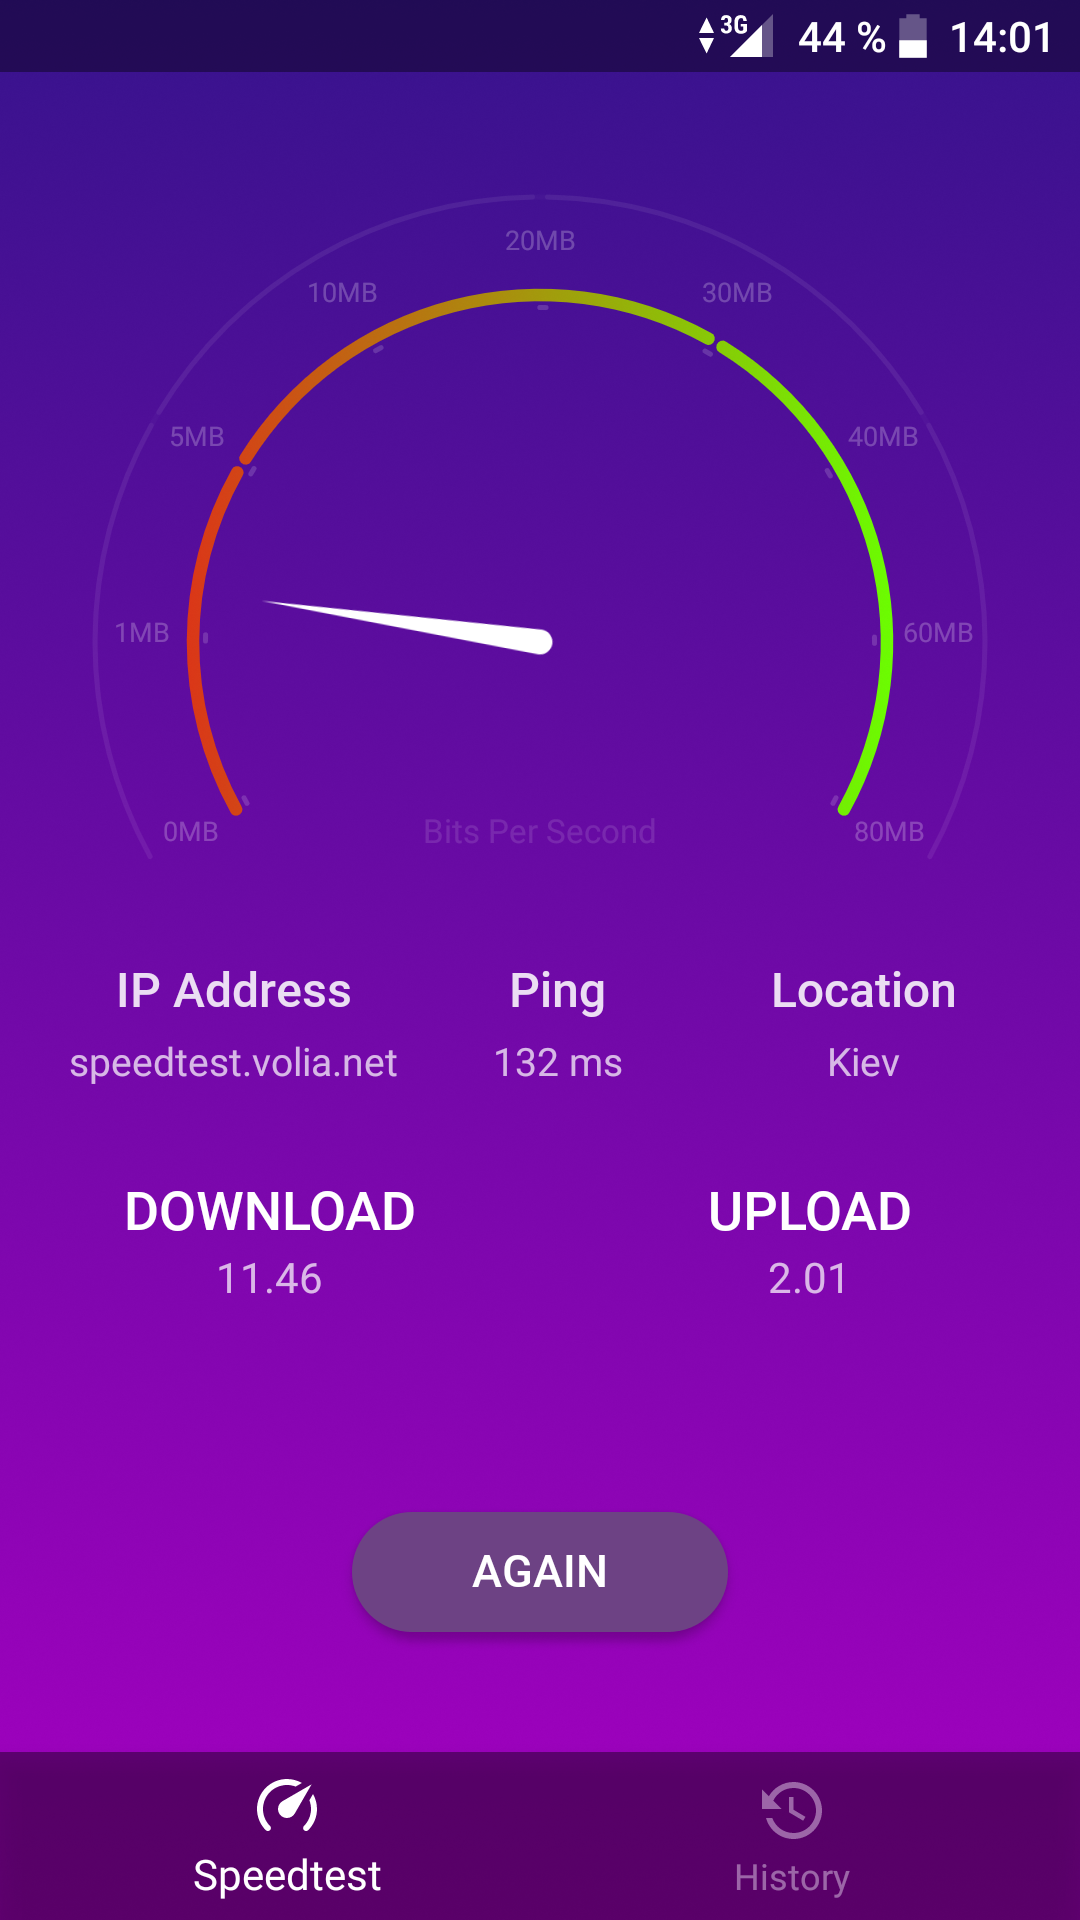 3G 44 % 14:01
20MB
10MB 30MB
5MB 40MB
1MB 60MB
0MB Bits Per Second 80MB
IP Address Ping Location
speedtest.volia.net 132 ms Kiev
DOWNLOAD UPLOAD
11.46 2.01
AGAIN
Speedtest History